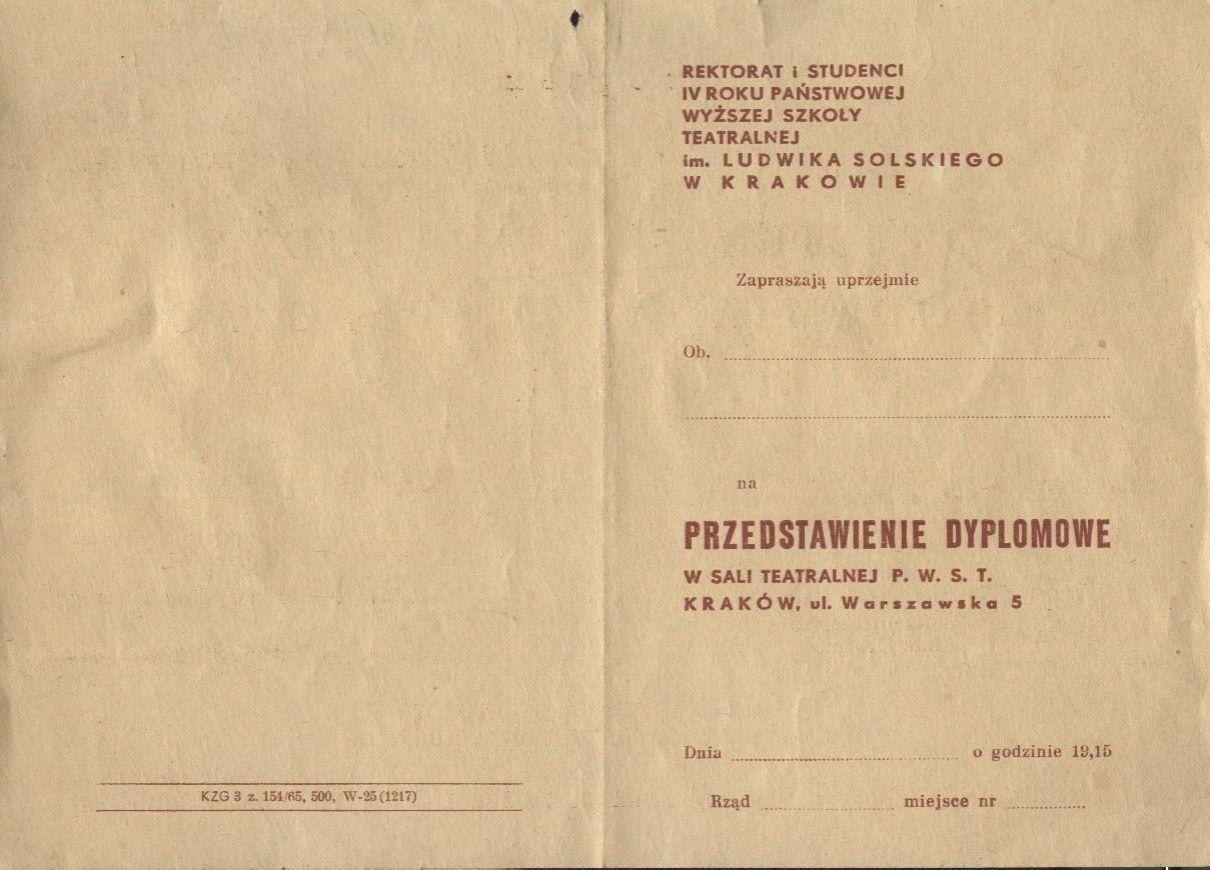 REKTORAT i STUDENCI
IV ROKU PAŃSTWOWEJ
WYŻSZEJ SZKOŁY
TEATRALNEJ
im. LUDWIKA SOLSKIEGO
W KRAKOWIE
Zapraszają uprzejmie
Ob.
na
PRZEDSTAWIENIE DYPLOMOWE
W SALI TEATRALNEJ P. W. S. T.
KRAKÓW, ul. Warszawska 5
Dnia o godzinie 19,15
Rząd miejsce nr
KZG 3 z. 154/65, 500, W-25 (1217)